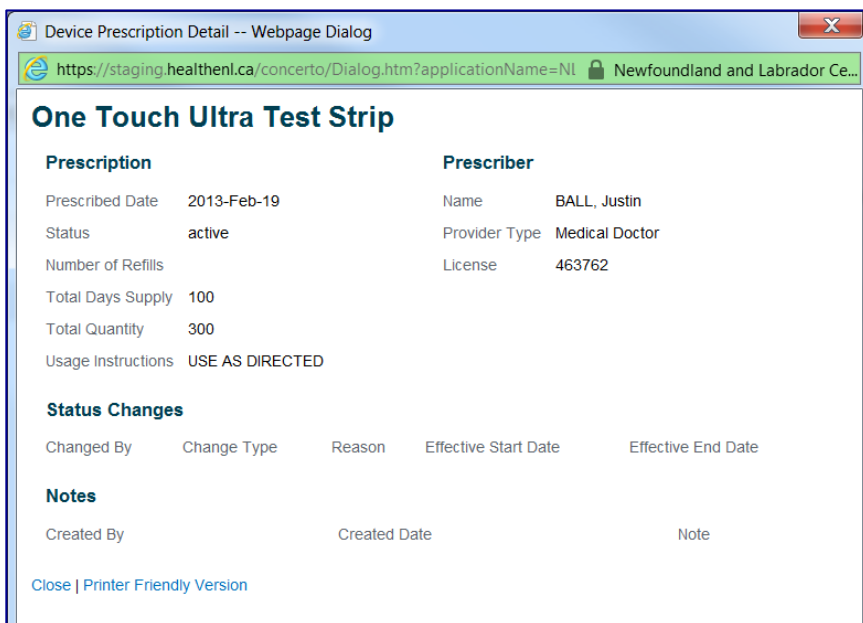 Device Prescription Detail -- Webpage Dialog
X
https://staging.healthenl.ca/concerto/Dialog.htm?applicationName=NL Newfoundland and Labrador Ce...
One Touch Ultra Test Strip
Prescription Prescriber
Prescribed Date 2013-Feb-19 Name BALL, Justin
Status active Provider Type Medical Doctor
Number of Refills License 463762
Total Days Supply 100
Total Quantity 300
Usage Instructions USE AS DIRECTED
Status Changes
Changed By Change Type Reason Effective Start Date Effective End Date
Notes
Created By Created Date Note
Close | Printer Friendly Version